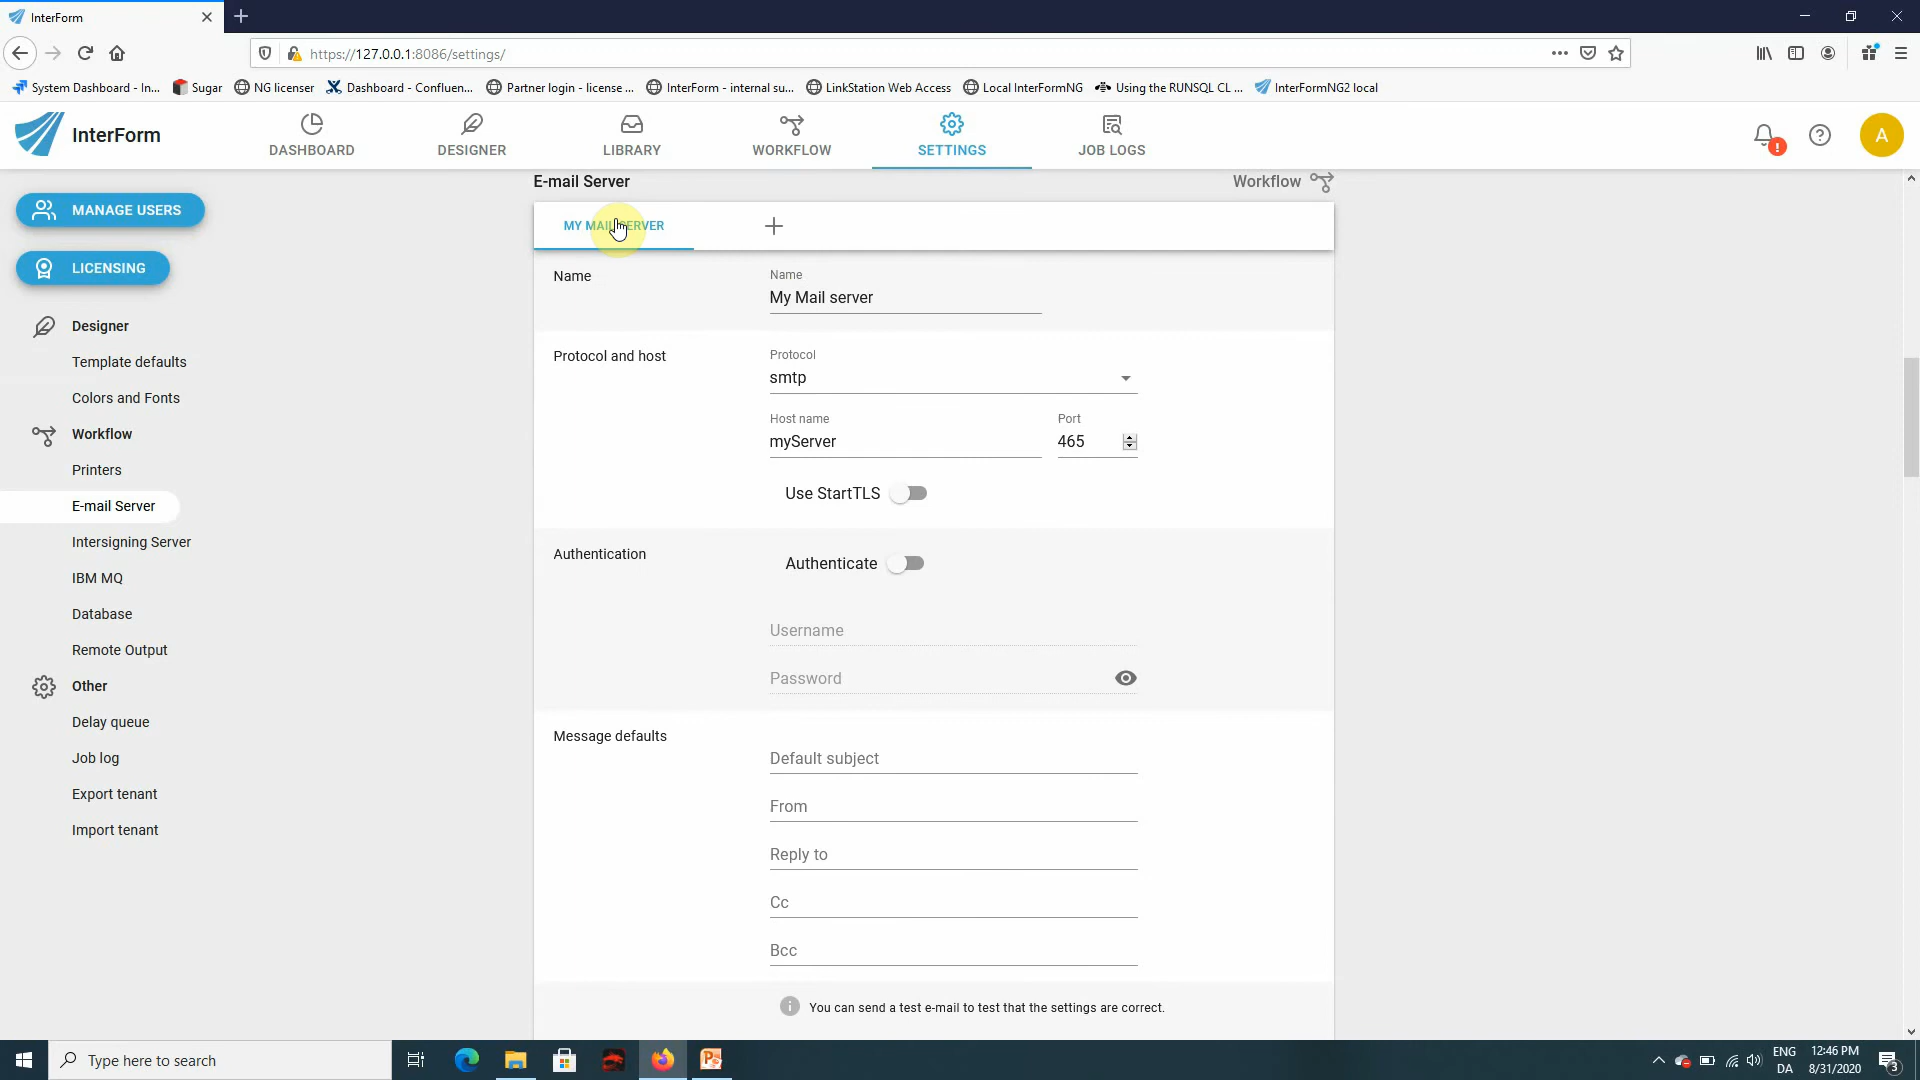 InterForm
https://127.0.0.1:8086/settings/
System Dashboard - In...
Sugar
NG licenser
Dashboard - Confluen...
Partner login - license ...
InterForm - internal su...
LinkStation Web Access
Local InterFormNG
Using the RUNSQL CL ...
InterFormNG2 local
InterForm
DASHBOARD
DESIGNER
LIBRARY
WORKFLOW
SETTINGS
JOB LOGS
!
A
MANAGE USERS
LICENSING
Designer
Template defaults
Colors and Fonts
Workflow
Printers
E-mail Server
Intersigning Server
IBM MQ
Database
Remote Output
Other
Delay queue
Job log
Export tenant
Import tenant
E-mail Server
Workflow
MY MAIL SERVER
Name
Name
My Mail server
Protocol and host
Protocol
smtp
Host name
Port
myServer
465
Use StartTLS
Authentication
Authenticate
Username
Password
Message defaults
Default subject
From
Reply to
Cc
Bcc
You can send a test e-mail to test that the settings are correct.
Type here to search
ENG
DA
12:46 PM
8/31/2020
3